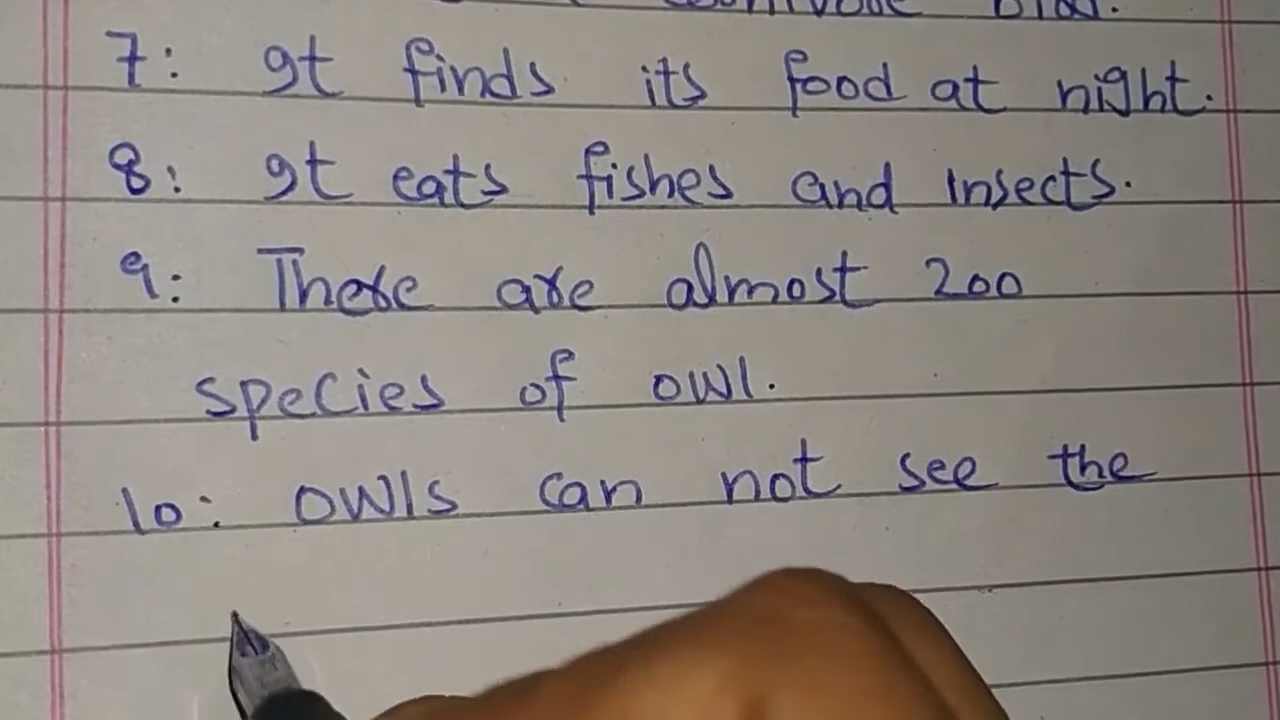 bird.
7: It finds its food at night.
8: It eats fishes and insects.
9: There are almost 200
species of owl.
10: Owls can not see the